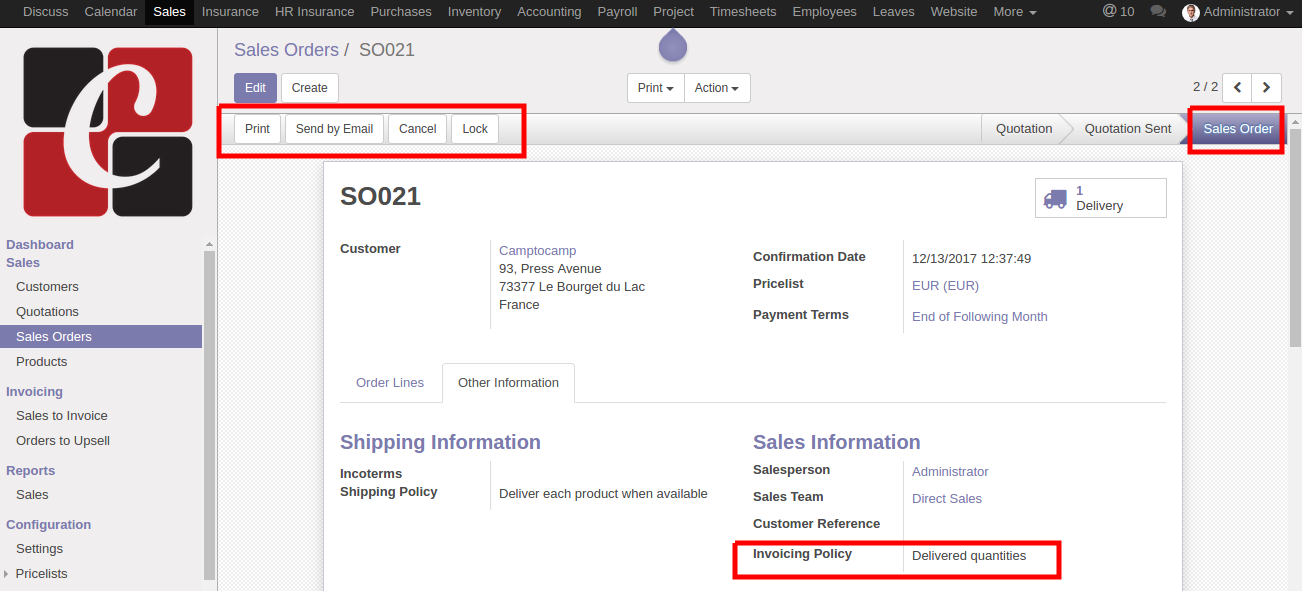 Discuss Calendar Sales Insurance HR Insurance Purchases Inventory Accounting Payroll Project Timesheets Employees Leaves Website More @ 10 Administrator
Sales Orders / SO021
Edit Create Print Action 2 / 2
Print Send by Email Cancel Lock Quotation Quotation Sent Sales Order
C
Dashboard
Sales
Customers
Quotations
Sales Orders
Products
Invoicing
Sales to Invoice
Orders to Upsell
Reports
Sales
Configuration
Settings
Pricelists
SO021
1
Delivery
Customer
Camptocamp
93, Press Avenue
73377 Le Bourget du Lac
France
Confirmation Date 12/13/2017 12:37:49
Pricelist EUR (EUR)
Payment Terms End of Following Month
Order Lines Other Information
Shipping Information
Incoterms
Shipping Policy Deliver each product when available
Sales Information
Salesperson Administrator
Sales Team Direct Sales
Customer Reference
Invoicing Policy Delivered quantities